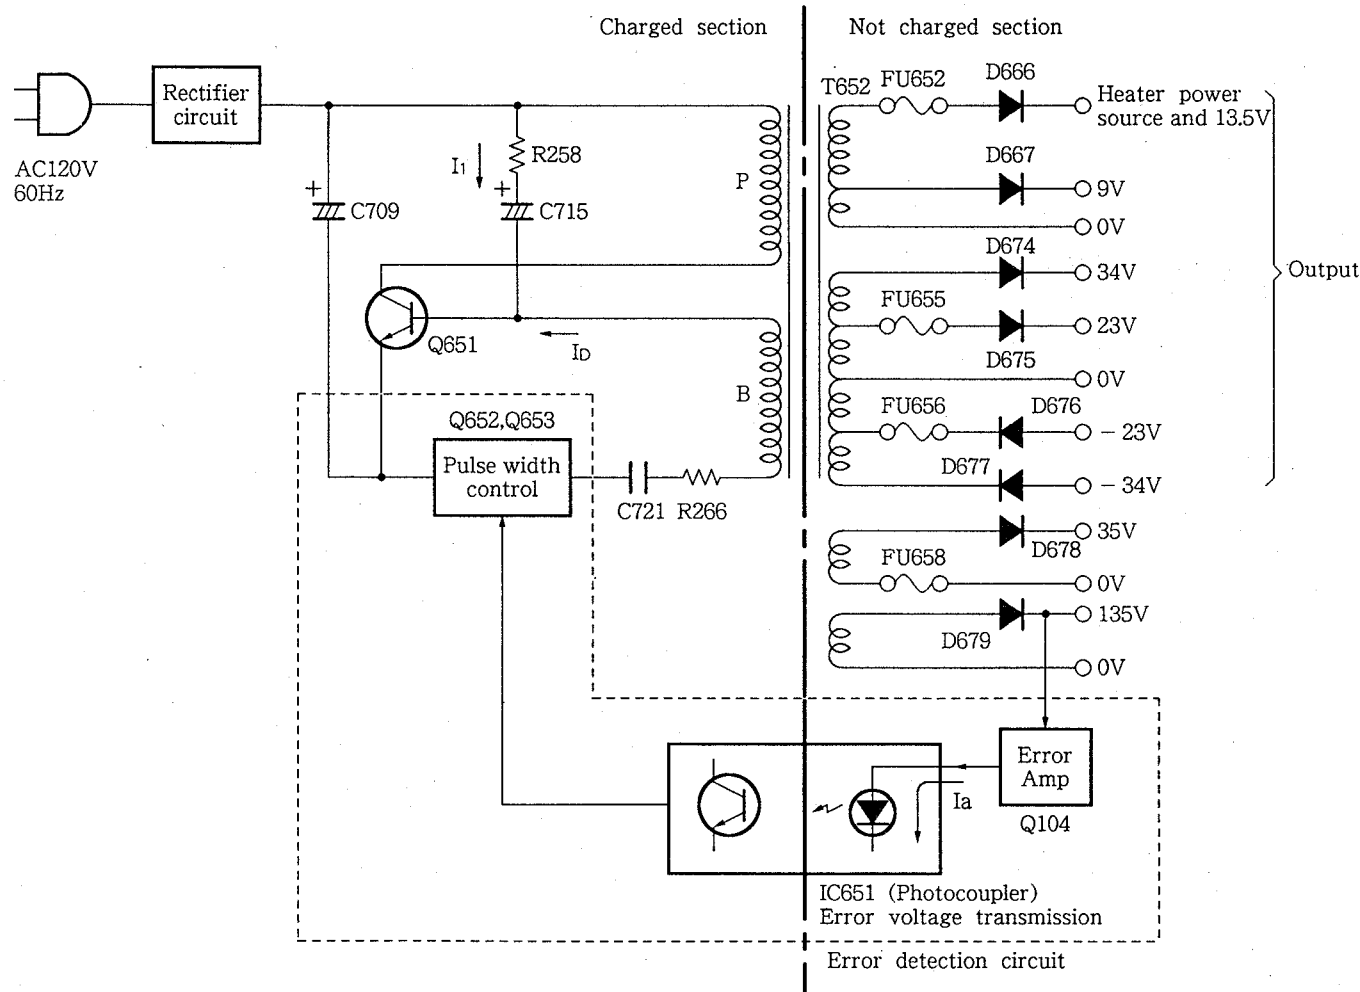 Charged section
Not charged section
AC120V
60Hz
Rectifier
circuit
I1
R258
C709
C715
P
T652
FU652
D666
Heater power
source and 13.5V
D667
9V
0V
D674
34V
Output
FU655
23V
D675
0V
Q651
ID
B
FU656
D676
- 23V
D677
- 34V
Q652,Q653
Pulse width
control
C721
R266
35V
D678
FU658
0V
135V
D679
0V
Error
Amp
Q104
Ia
IC651 (Photocoupler)
Error voltage transmission
Error detection circuit